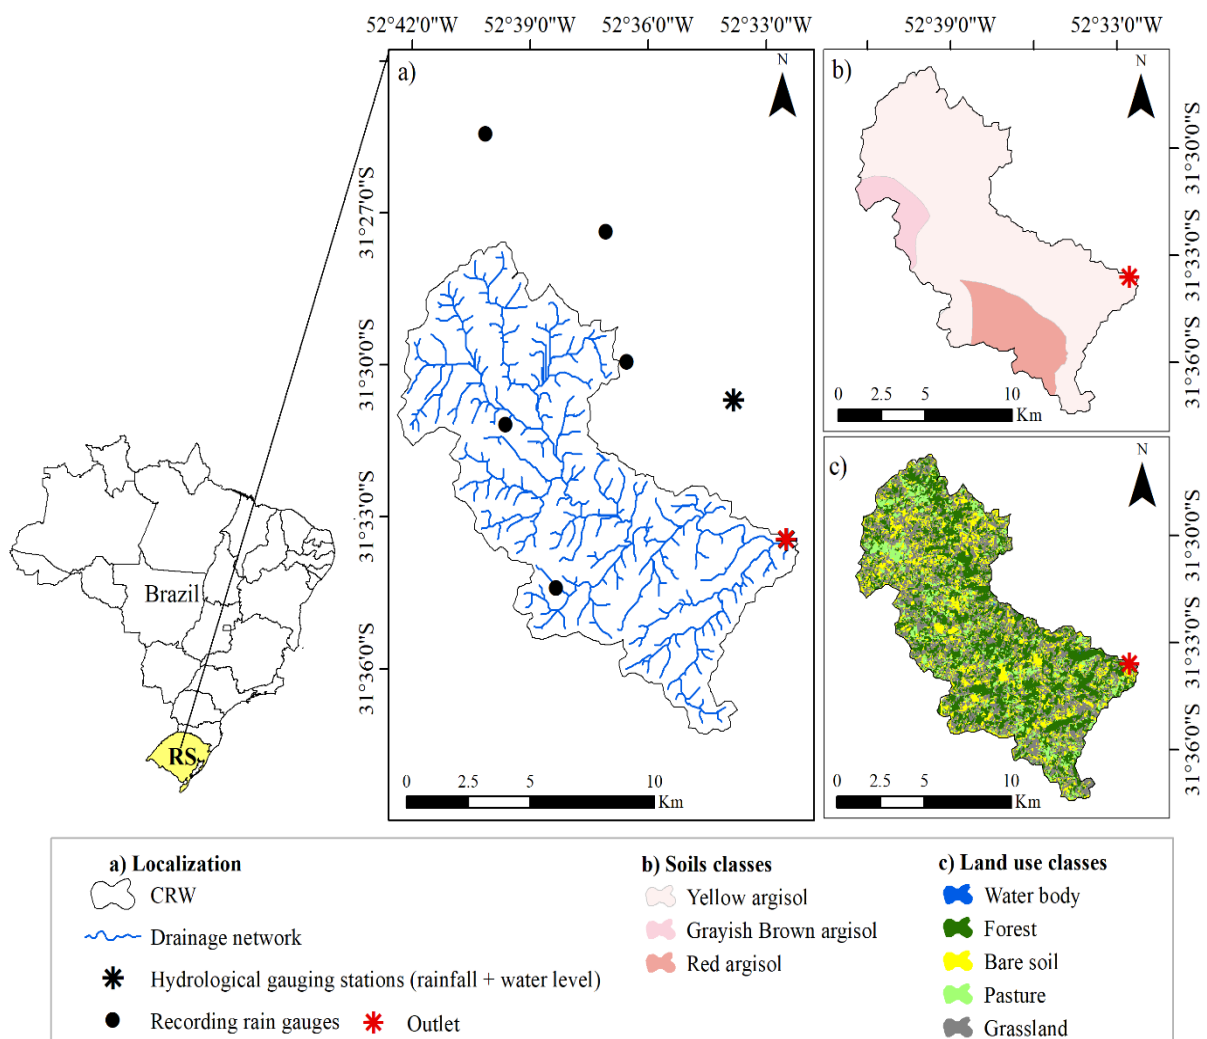 52°42'0"W 52°39'0"W 52°36'0"W 52°33'0"W
52°39'0"W 52°33'0"W
a)
N
31°27'0"S
31°30'0"S
31°33'0"S
31°36'0"S
0 2.5 5 10
Km
b)
N
31°30'0"S
31°33'0"S
31°36'0"S
0 2.5 5 10
Km
c)
N
31°30'0"S
31°33'0"S
31°36'0"S
0 2.5 5 10
Km
Brazil
RS
a) Localization
CRW
Drainage network
Hydrological gauging stations (rainfall + water level)
Recording rain gauges
Outlet
b) Soils classes
Yellow argisol
Grayish Brown argisol
Red argisol
c) Land use classes
Water body
Forest
Bare soil
Pasture
Grassland